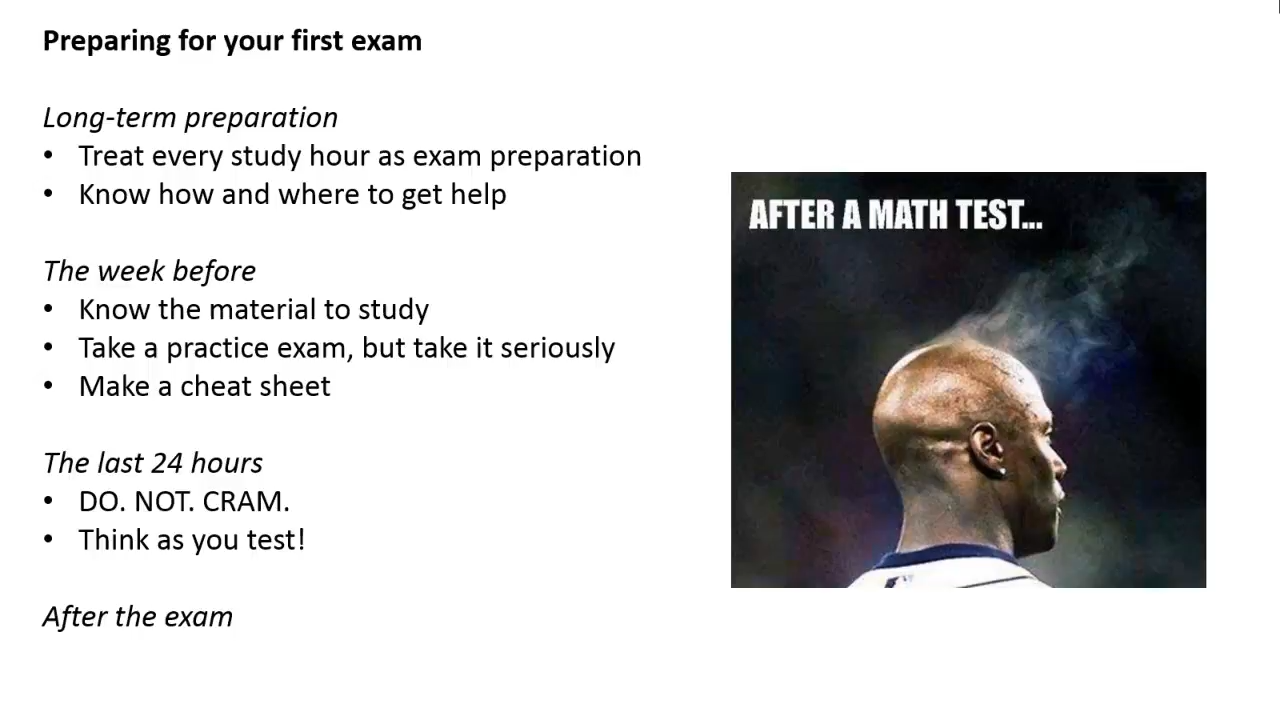 Preparing for your first exam
Long-term preparation
• Treat every study hour as exam preparation
• Know how and where to get help
The week before
• Know the material to study
• Take a practice exam, but take it seriously
• Make a cheat sheet
The last 24 hours
• DO. NOT. CRAM.
• Think as you test!
After the exam
AFTER A MATH TEST...